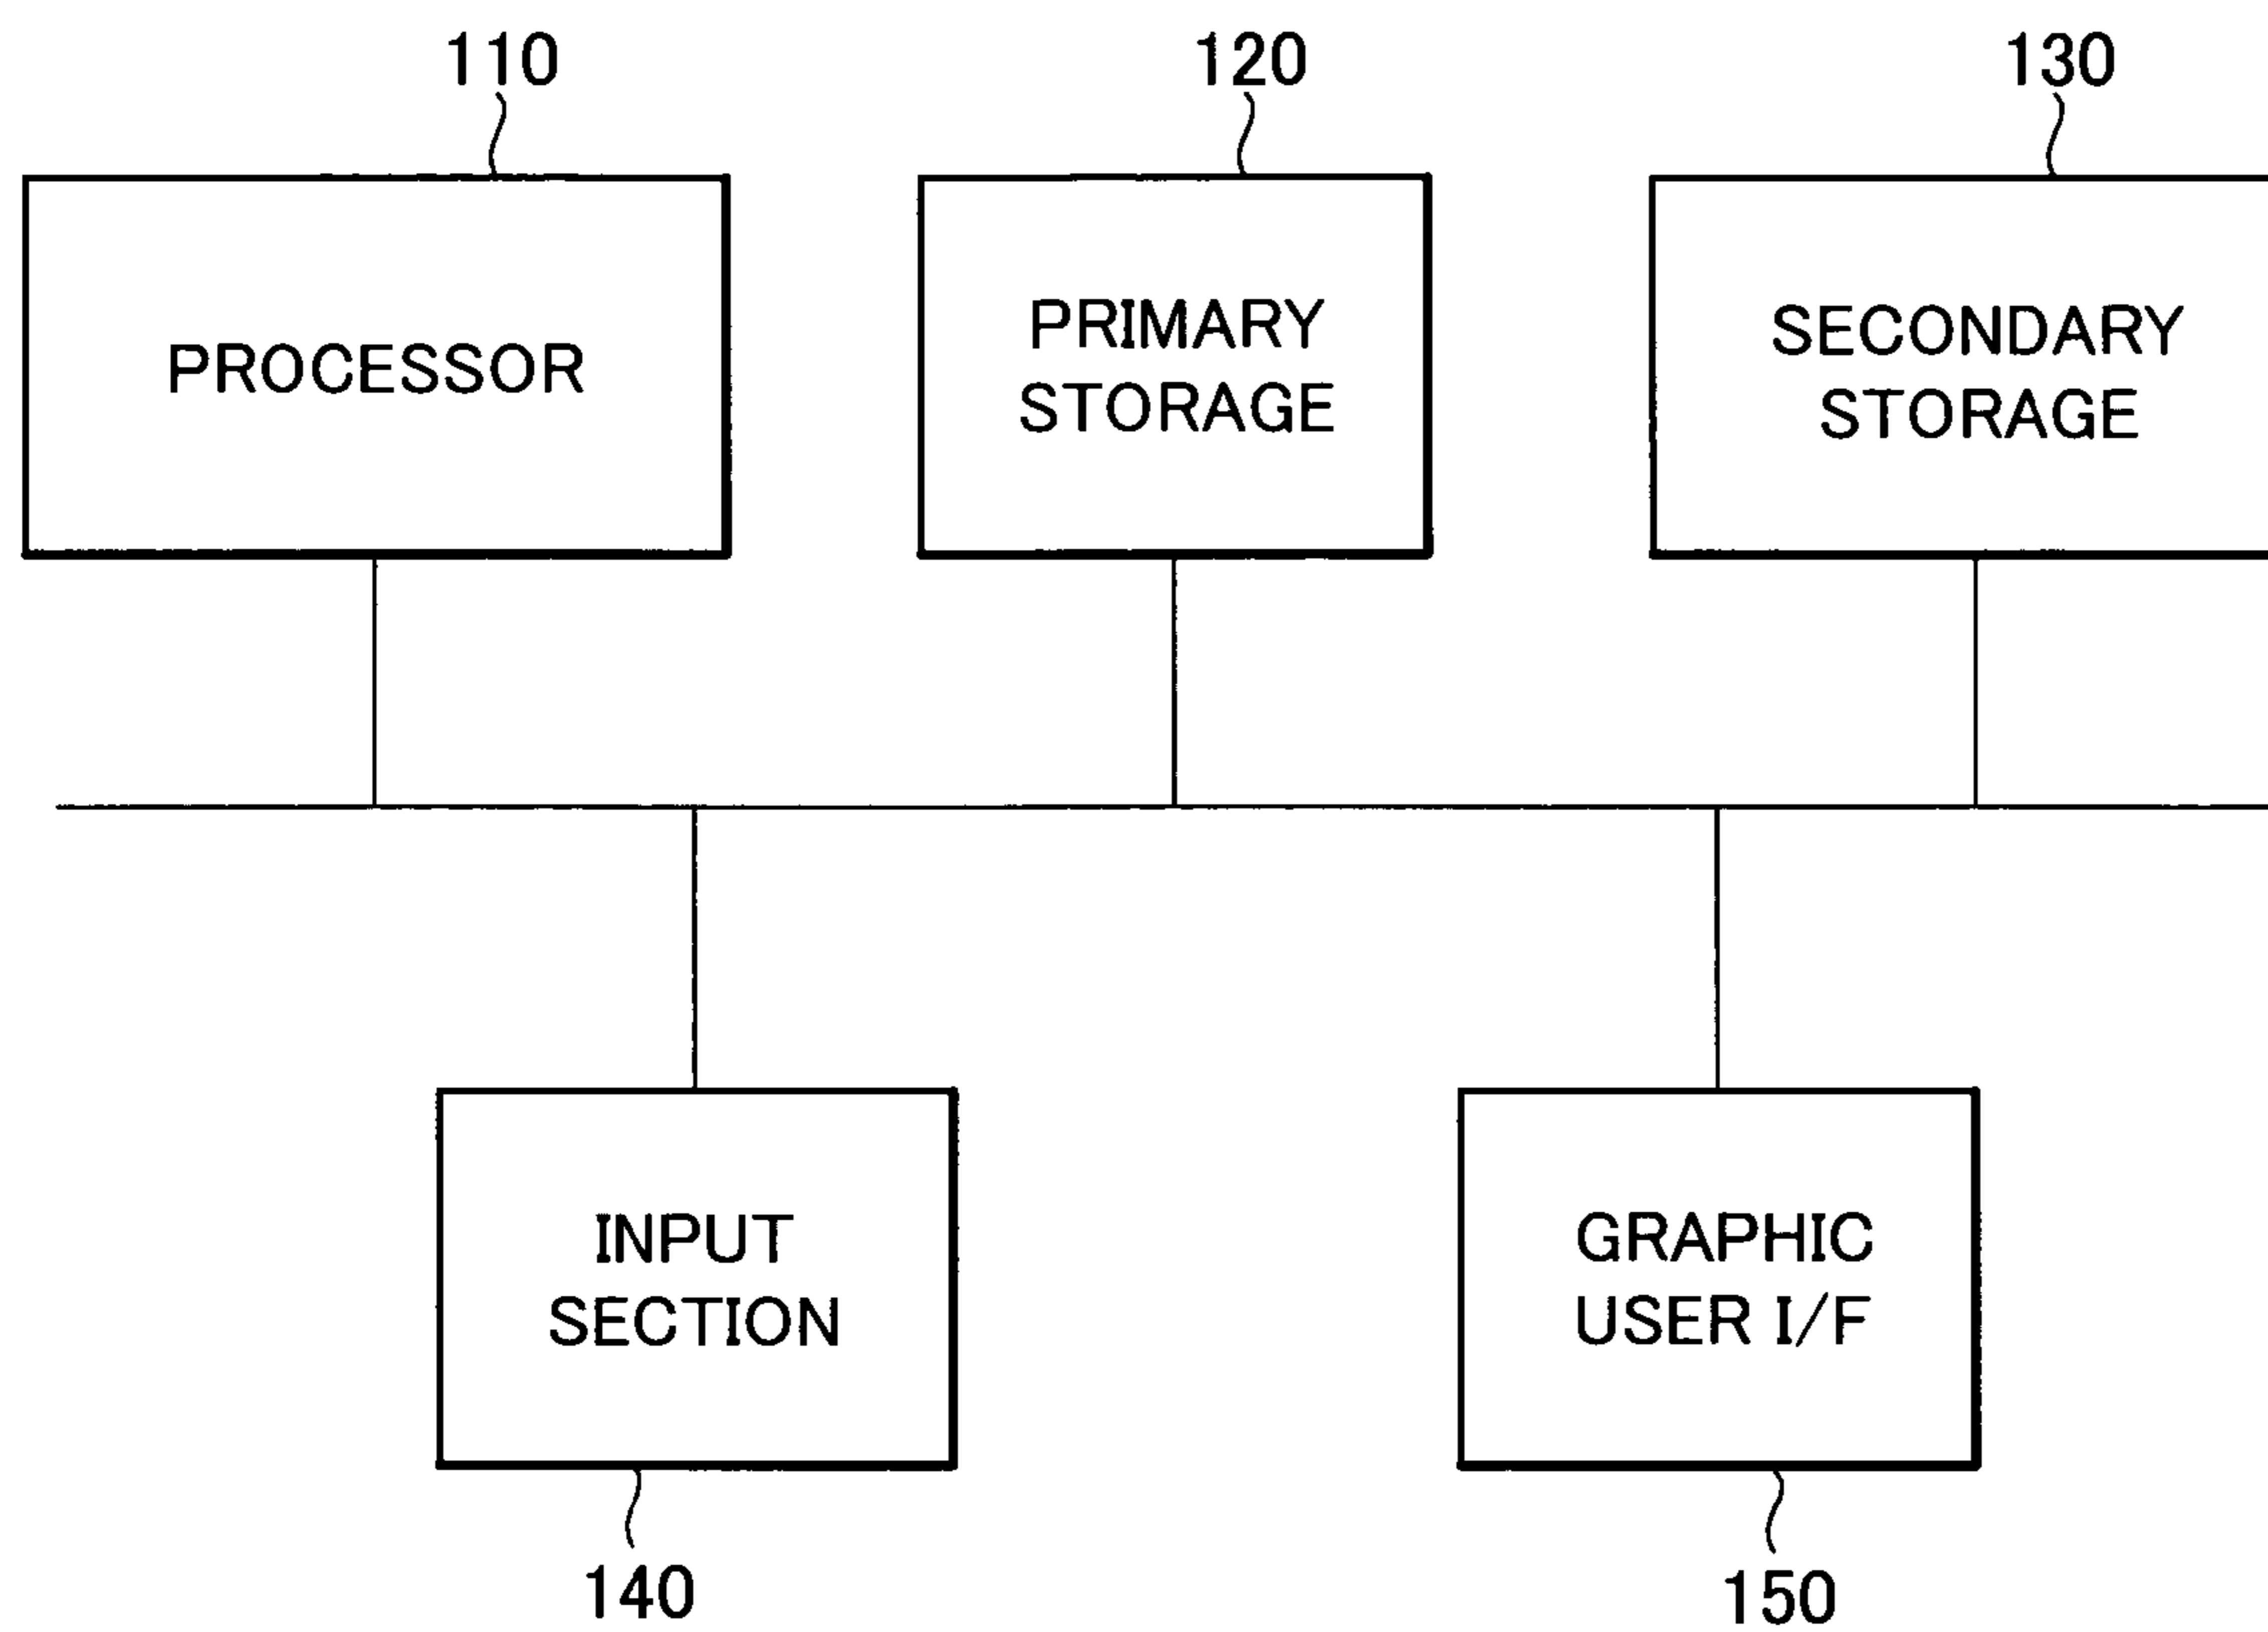 110
120
130
PROCESSOR
PRIMARY
STORAGE
SECONDARY
STORAGE
INPUT
SECTION
GRAPHIC
USER I/F
140
150